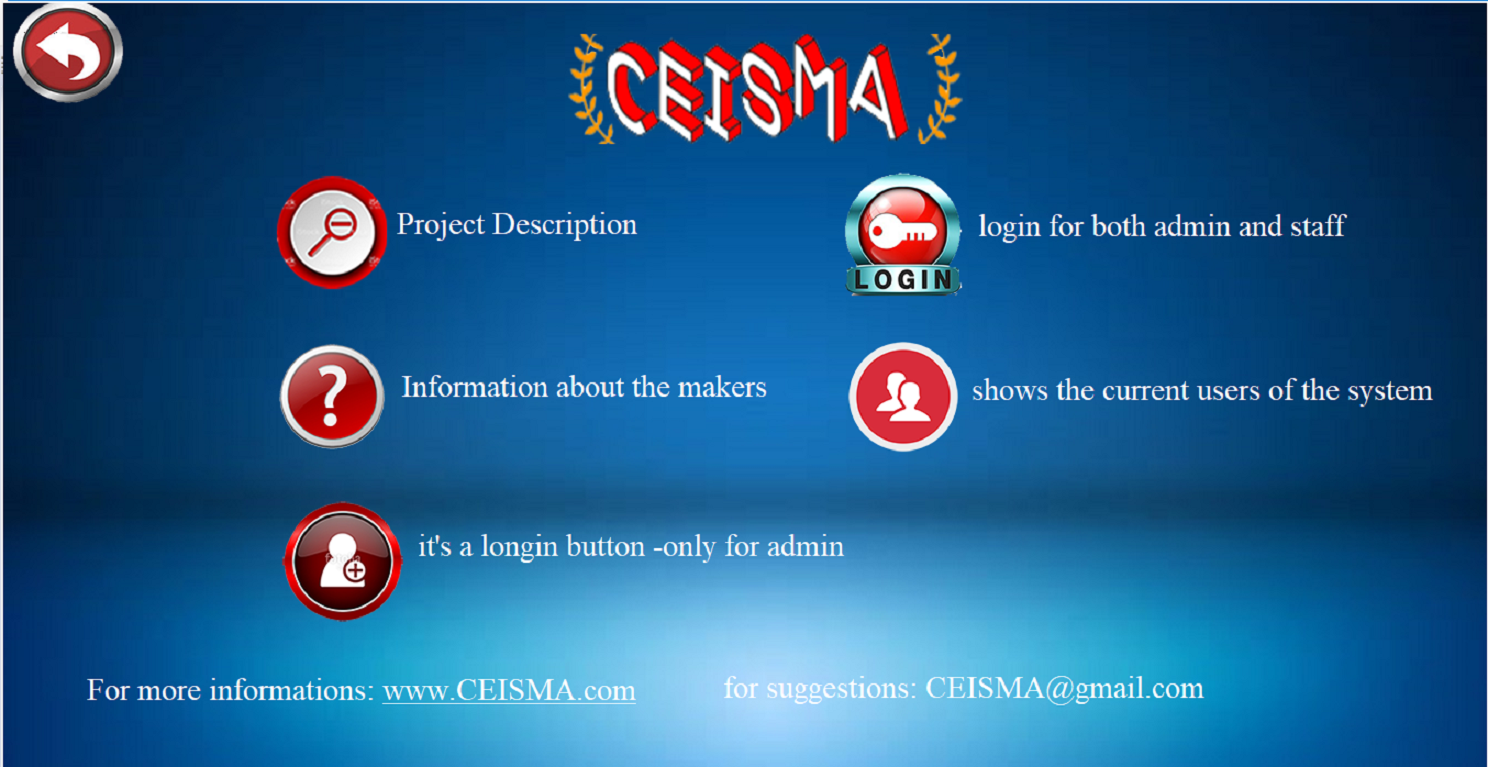 CEISMA
Project Description
login for both admin and staff
LOGIN
Information about the makers
shows the current users of the system
it's a longin button -only for admin
For more informations: www.CEISMA.com
for suggestions: CEISMA@gmail.com